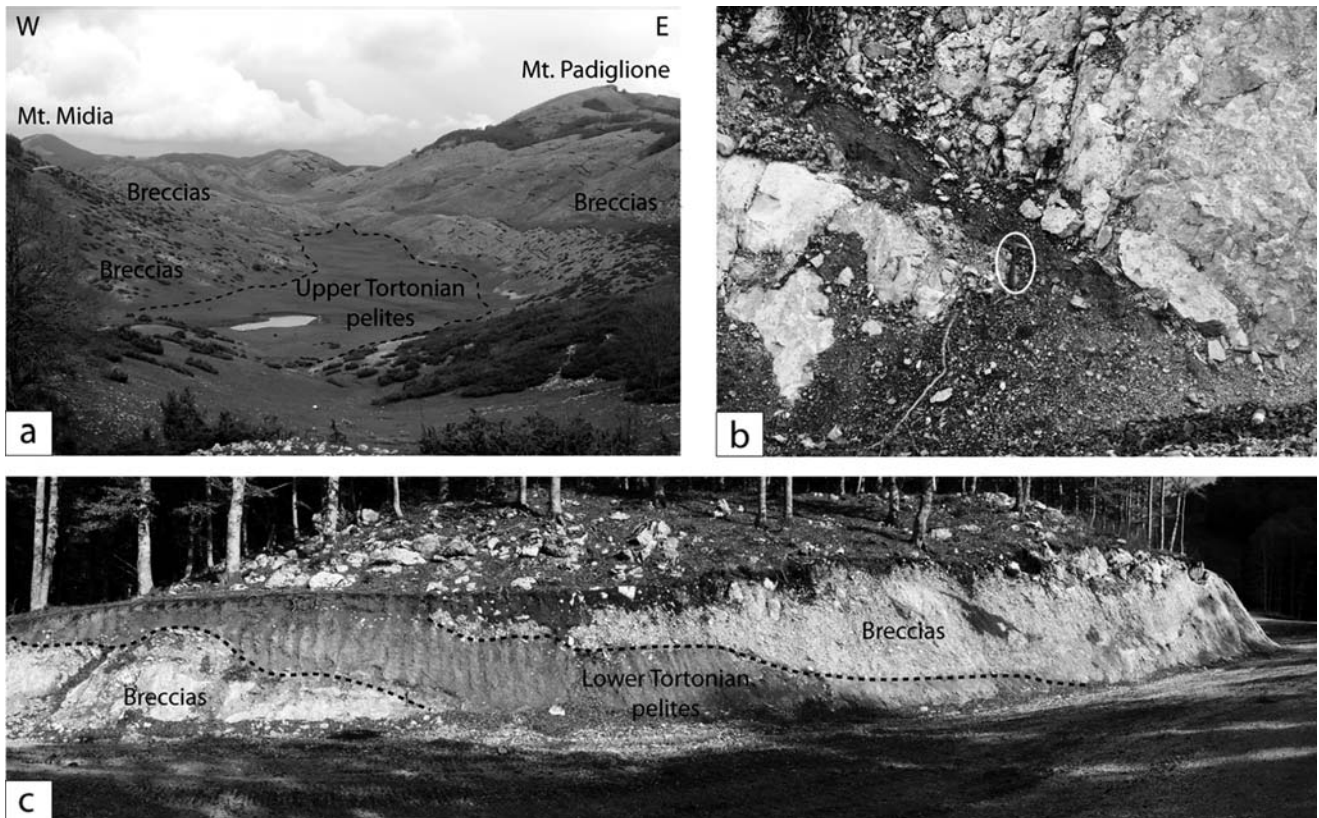 W
E
Mt. Padiglione
Mt. Midia
Breccias
Breccias
Breccias
Upper Tortonian
pelites
a
b
Breccias
Breccias
Lower Tortonian
pelites
c